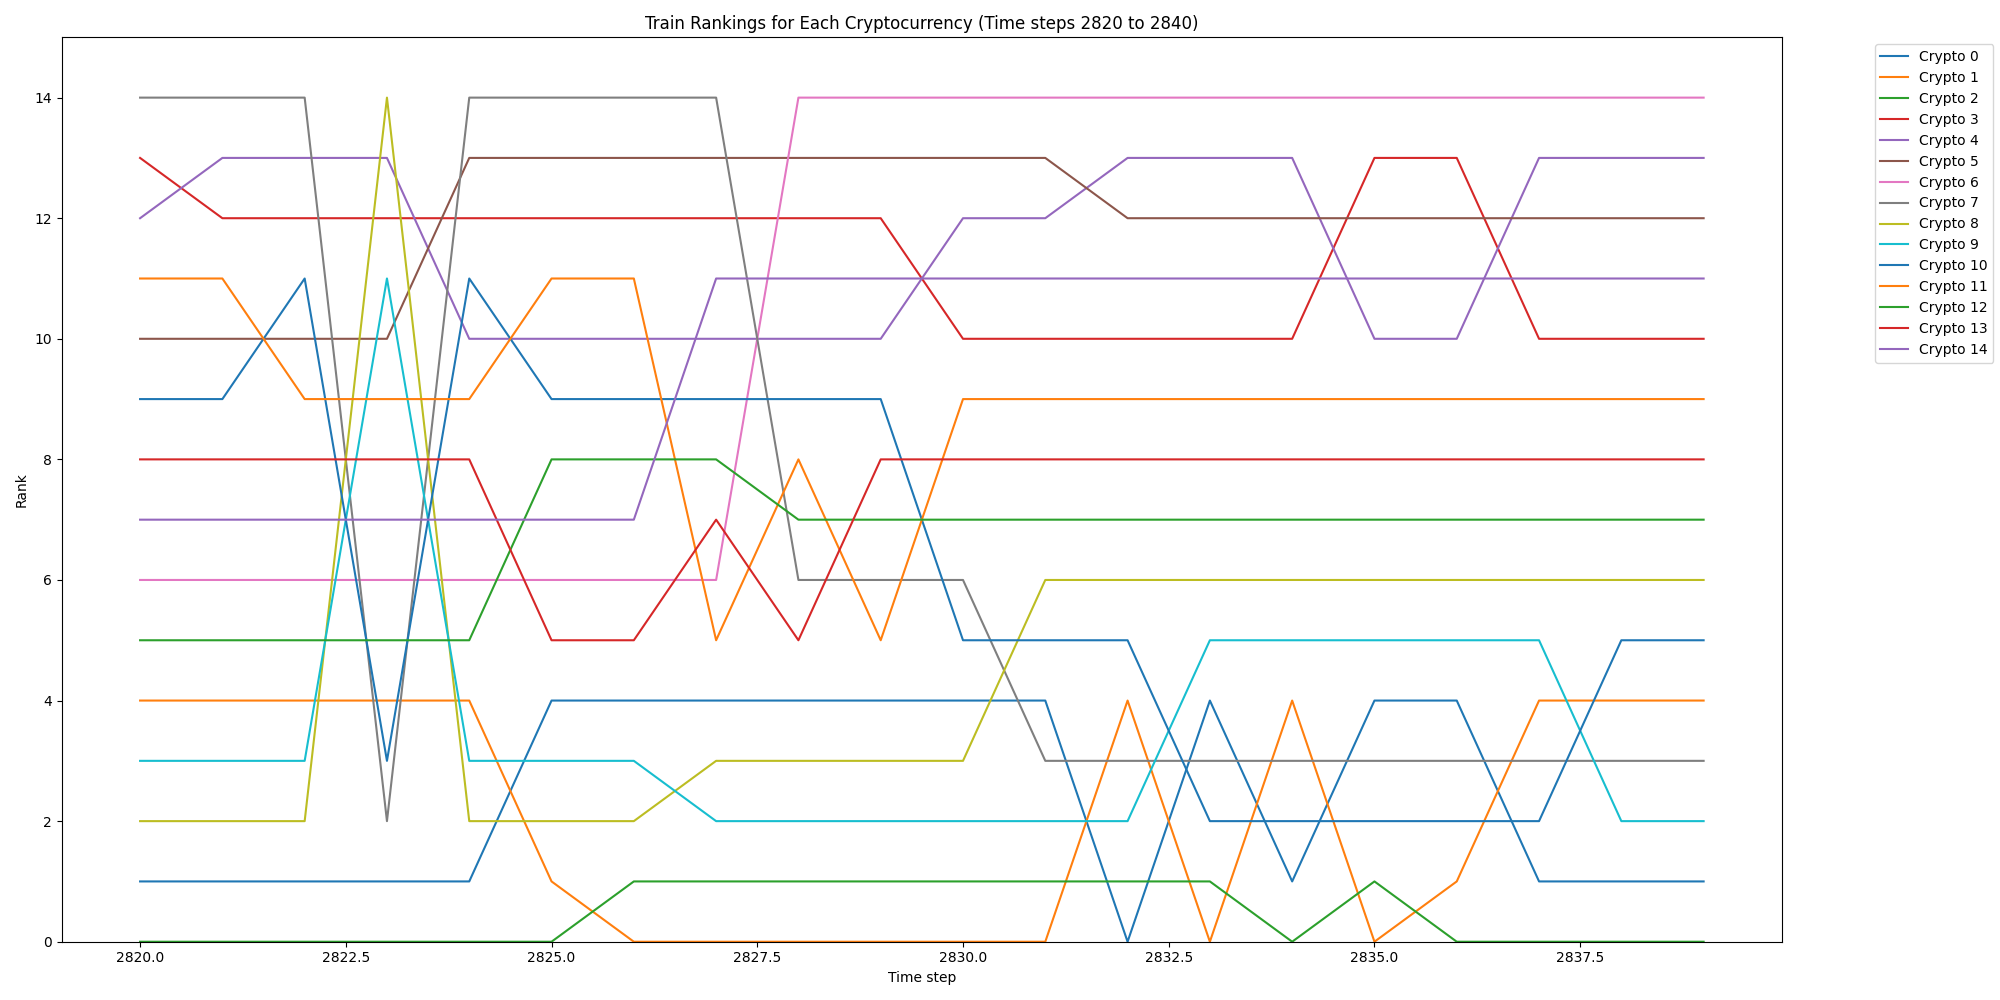 Train Rankings for Each Cryptocurrency (Time steps 2820 to 2840)
Crypto 0
Crypto 1
Crypto 2
Crypto 3
Crypto 4
Crypto 5
Crypto 6
Crypto 7
Crypto 8
Crypto 9
Crypto 10
Crypto 11
Crypto 12
Crypto 13
Crypto 14
Rank
14
12
10
8
6
4
2
0
2820.0 2822.5 2825.0 2827.5 2830.0 2832.5 2835.0 2837.5
Time step